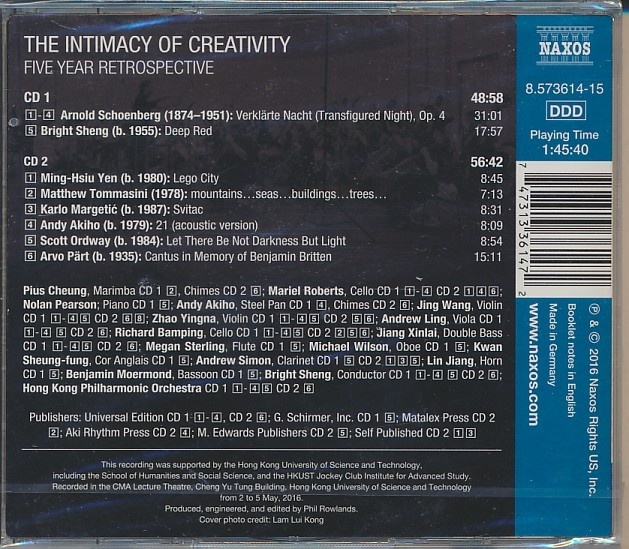 THE INTIMACY OF CREATIVITY
FIVE YEAR RETROSPECTIVE
CD 1 48:58
1-4 Arnold Schoenberg (1874–1951): Verklärte Nacht (Transfigured Night), Op. 4 31:01
5 Bright Sheng (b. 1955): Deep Red 17:57
CD 2 56:42
1 Ming-Hsiu Yen (b. 1980): Lego City 8:45
2 Matthew Tommasini (1978): mountains…seas…buildings…trees… 7:13
3 Karlo Margetić (b. 1987): Svitac 8:31
4 Andy Akiho (b. 1979): 21 (acoustic version) 8:09
5 Scott Ordway (b. 1984): Let There Be Not Darkness But Light 8:54
6 Arvo Pärt (b. 1935): Cantus in Memory of Benjamin Britten 15:11
Pius Cheung, Marimba CD 1 2, Chimes CD 2 6; Mariel Roberts, Cello CD 1 1-4 CD 2 1 4 6;
Nolan Pearson; Piano CD 1 5; Andy Akiho, Steel Pan CD 1 4, Chimes CD 2 6; Jing Wang, Violin
CD 1 1-4 5 CD 2 6 8; Zhao Yingna, Violin CD 1 1-4 5 CD 2 2 5 6; Andrew Ling, Viola CD 1
1-4 5 CD 2 6; Richard Bamping, Cello CD 1 1-4 5 CD 2 2 5 6; Jiang Xinlai, Double Bass
CD 1 1-4 5 CD 2 6; Megan Sterling, Flute CD 1 5; Michael Wilson, Oboe CD 1 5; Kwan
Sheung-fung, Cor Anglais CD 1 5; Andrew Simon, Clarinet CD 1 5 CD 2 1 3 5; Lin Jiang, Horn
CD 1 5; Benjamin Moermond, Bassoon CD 1 5; Bright Sheng, Conductor CD 1 1-4 5 CD 2 6;
Hong Kong Philharmonic Orchestra CD 1 1-4 5 CD 2 6
Publishers: Universal Edition CD 1 1-4, CD 2 6; G. Schirmer, Inc. CD 1 5; Matalex Press CD 2
2; Aki Rhythm Press CD 2 4; M. Edwards Publishers CD 2 5; Self Published CD 2 1 3
This recording was supported by the Hong Kong University of Science and Technology,
including the School of Humanities and Social Science, and the HKUST Jockey Club Institute for Advanced Study.
Recorded in the CMA Lecture Theatre, Cheng Yu Tung Building, Hong Kong University of Science and Technology,
from 2 to 5 May, 2016.
Produced, engineered, and edited by Phil Rowlands.
Cover photo credit: Lam Lui Kong
NAXOS
8.573614-15
DDD
Playing Time
1:45:40
7 47313 36147 2
℗ & © 2016 Naxos Rights US, Inc.
Booklet notes in English
Made in Germany
www.naxos.com